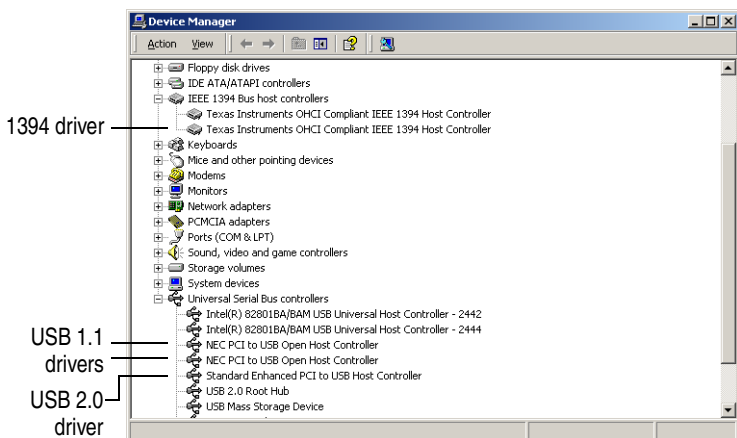 Device Manager
Action View
Floppy disk drives
IDE ATA/ATAPI controllers
IEEE 1394 Bus host controllers
Texas Instruments OHCI Compliant IEEE 1394 Host Controller
1394 driver
Texas Instruments OHCI Compliant IEEE 1394 Host Controller
Keyboards
Mice and other pointing devices
Modems
Monitors
Network adapters
PCMCIA adapters
Ports (COM & LPT)
Sound, video and game controllers
Storage volumes
System devices
Universal Serial Bus controllers
Intel(R) 82801BA/BAM USB Universal Host Controller - 2442
Intel(R) 82801BA/BAM USB Universal Host Controller - 2444
USB 1.1
drivers
NEC PCI to USB Open Host Controller
NEC PCI to USB Open Host Controller
Standard Enhanced PCI to USB Host Controller
USB 2.0
driver
USB 2.0 Root Hub
USB Mass Storage Device